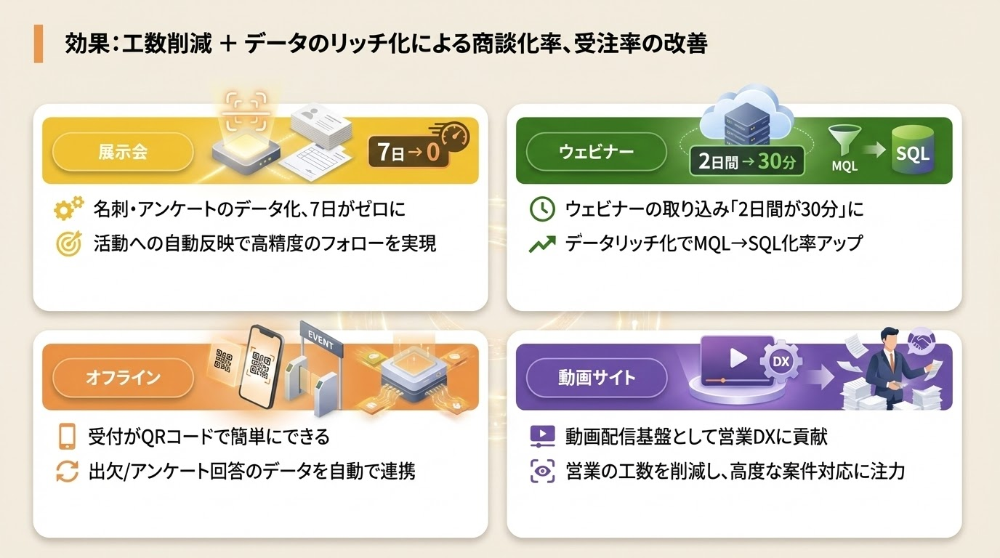 効果：工数削減 ＋ データのリッチ化による商談化率、受注率の改善
展示会
7日→0
名刺・アンケートのデータ化、7日がゼロに
活動への自動反映で高精度のフォローを実現
ウェビナー
2日間→30分
MQL
SQL
ウェビナーの取り込み「2日間が30分」に
データリッチ化でMQL→SQL化率アップ
オフライン
EVENT
受付がQRコードで簡単にできる
出欠/アンケート回答のデータを自動で連携
動画サイト
DX
動画配信基盤として営業DXに貢献
営業の工数を削減し、高度な案件対応に注力